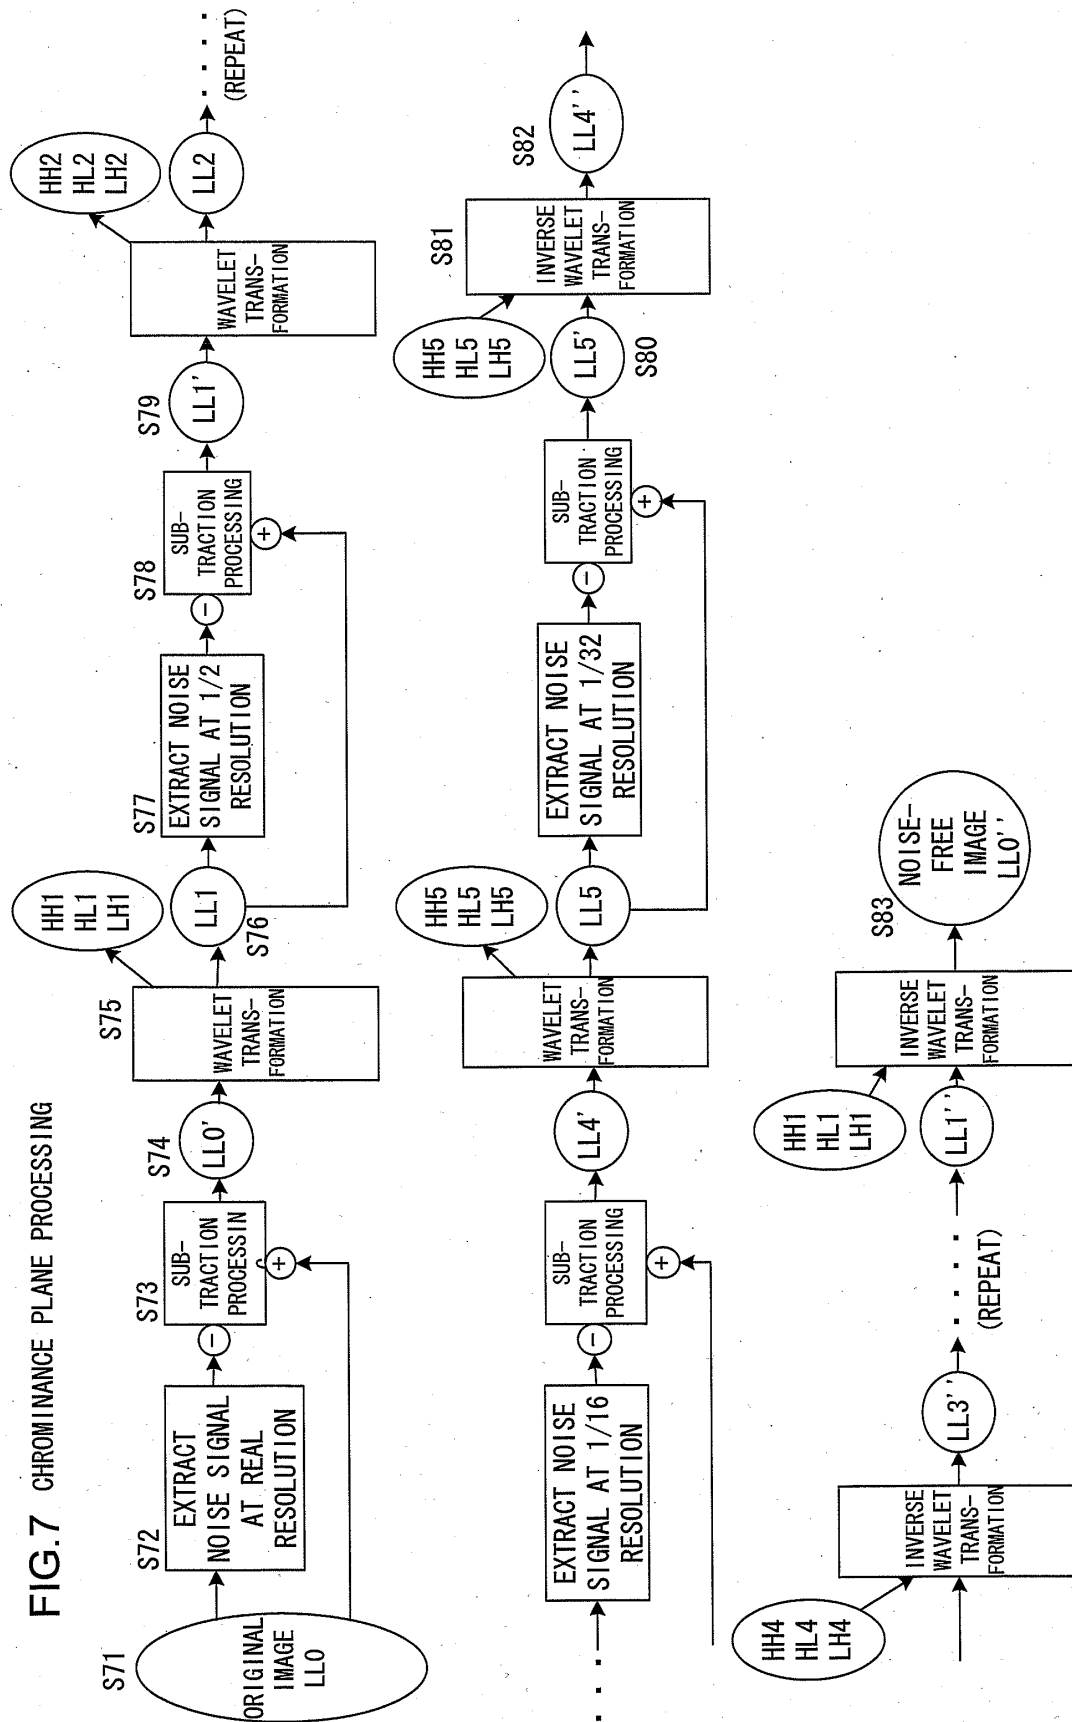 FIG.7 CHROMINANCE PLANE PROCESSING
S71
ORIGINAL
IMAGE
LL0
S72
EXTRACT
NOISE SIGNAL
AT REAL
RESOLUTION
−
S73
SUB-
TRACTION
PROCESSIN
+
S74
LL0'
S75
WAVELET
TRANS-
FORMATION
HH1
HL1
LH1
LL1
S76
S77
EXTRACT NOISE
SIGNAL AT 1/2
RESOLUTION
−
S78
SUB-
TRACTION
PROCESSING
+
S79
LL1'
WAVELET
TRANS-
FORMATION
HH2
HL2
LH2
LL2
. . . .
(REPEAT)
. . .
EXTRACT NOISE
SIGNAL AT 1/16
RESOLUTION
−
SUB-
TRACTION
PROCESSING
+
LL4'
WAVELET
TRANS-
FORMATION
HH5
HL5
LH5
LL5
EXTRACT NOISE
SIGNAL AT 1/32
RESOLUTION
−
SUB-
TRACTION
PROCESSING
+
HH5
HL5
LH5
LL5'
S80
S81
INVERSE
WAVELET
TRANS-
FORMATION
S82
LL4''
HH4
HL4
LH4
INVERSE
WAVELET
TRANS-
FORMATION
LL3''
. . . .
(REPEAT)
HH1
HL1
LH1
LL1''
INVERSE
WAVELET
TRANS-
FORMATION
S83
NOISE-
FREE
IMAGE
LL0''